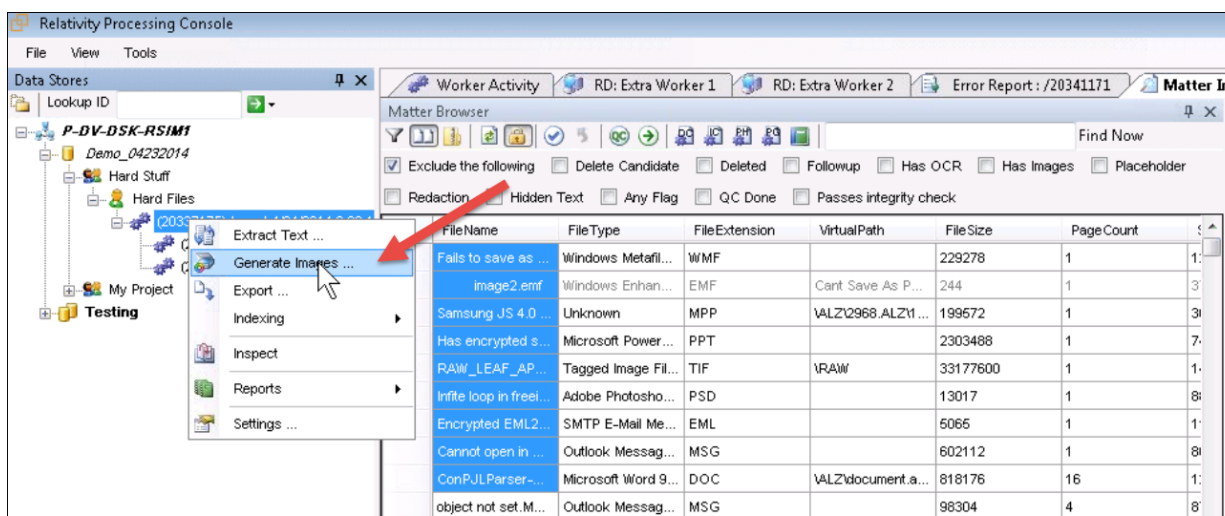 Relativity Processing Console
File View Tools
Data Stores
Lookup ID
P-DV-DSK-RSIM1
Demo_04232014
Hard Stuff
Hard Files
My Project
Testing
Extract Text ...
Generate Images ...
Export ...
Indexing
Inspect
Reports
Settings ...
Worker Activity RD: Extra Worker 1 RD: Extra Worker 2 Error Report : /20341171 Matter
Matter Browser
QC Find Now
Exclude the following Delete Candidate Deleted Followup Has OCR Has Images Placeholder
Redaction Hidden Text Any Flag QC Done Passes integrity check
FileName FileType FileExtension VirtualPath FileSize PageCount
Fails to save as ... Windows Metafil... WMF 229278 1
image2.emf Windows Enhan... EMF Cant Save As P... 244 1
Samsung JS 4.0 ... Unknown MPP \ALZ\2968.ALZ\1... 199572 1
Has encrypted s... Microsoft Power... PPT 2303488 1
RAW_LEAF_AP... Tagged Image Fil... TIF \RAW 33177600 1
Infite loop in freei... Adobe Photosho... PSD 13017 1
Encrypted EML2... SMTP E-Mail Me... EML 5065 1
Cannot open in ... Outlook Messag... MSG 602112 1
ConPJLParser-... Microsoft Word 9... DOC \ALZ\document.a... 818176 16
object not set.M... Outlook Messag... MSG 98304 4